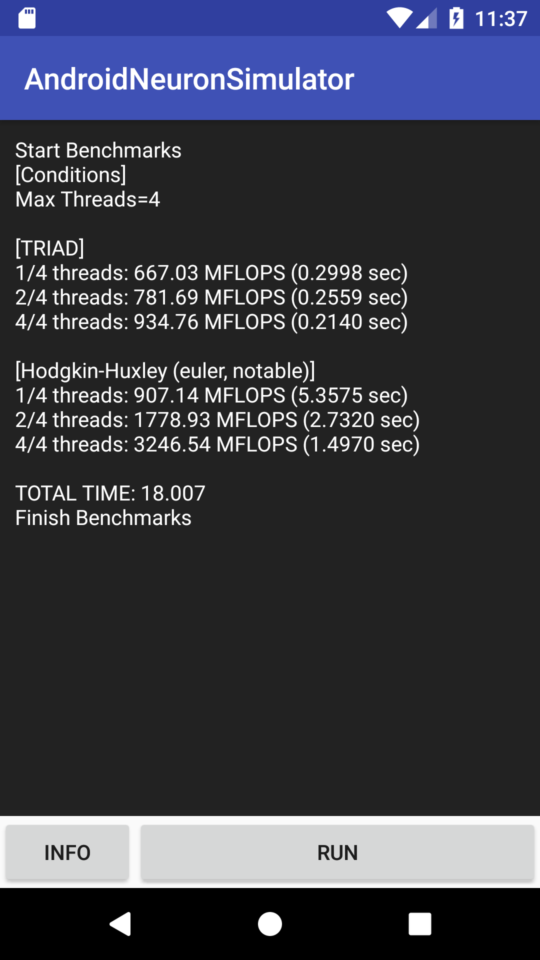 11:37
AndroidNeuronSimulator
Start Benchmarks
[Conditions]
Max Threads=4
[TRIAD]
1/4 threads: 667.03 MFLOPS (0.2998 sec)
2/4 threads: 781.69 MFLOPS (0.2559 sec)
4/4 threads: 934.76 MFLOPS (0.2140 sec)
[Hodgkin-Huxley (euler, notable)]
1/4 threads: 907.14 MFLOPS (5.3575 sec)
2/4 threads: 1778.93 MFLOPS (2.7320 sec)
4/4 threads: 3246.54 MFLOPS (1.4970 sec)
TOTAL TIME: 18.007
Finish Benchmarks
INFO
RUN